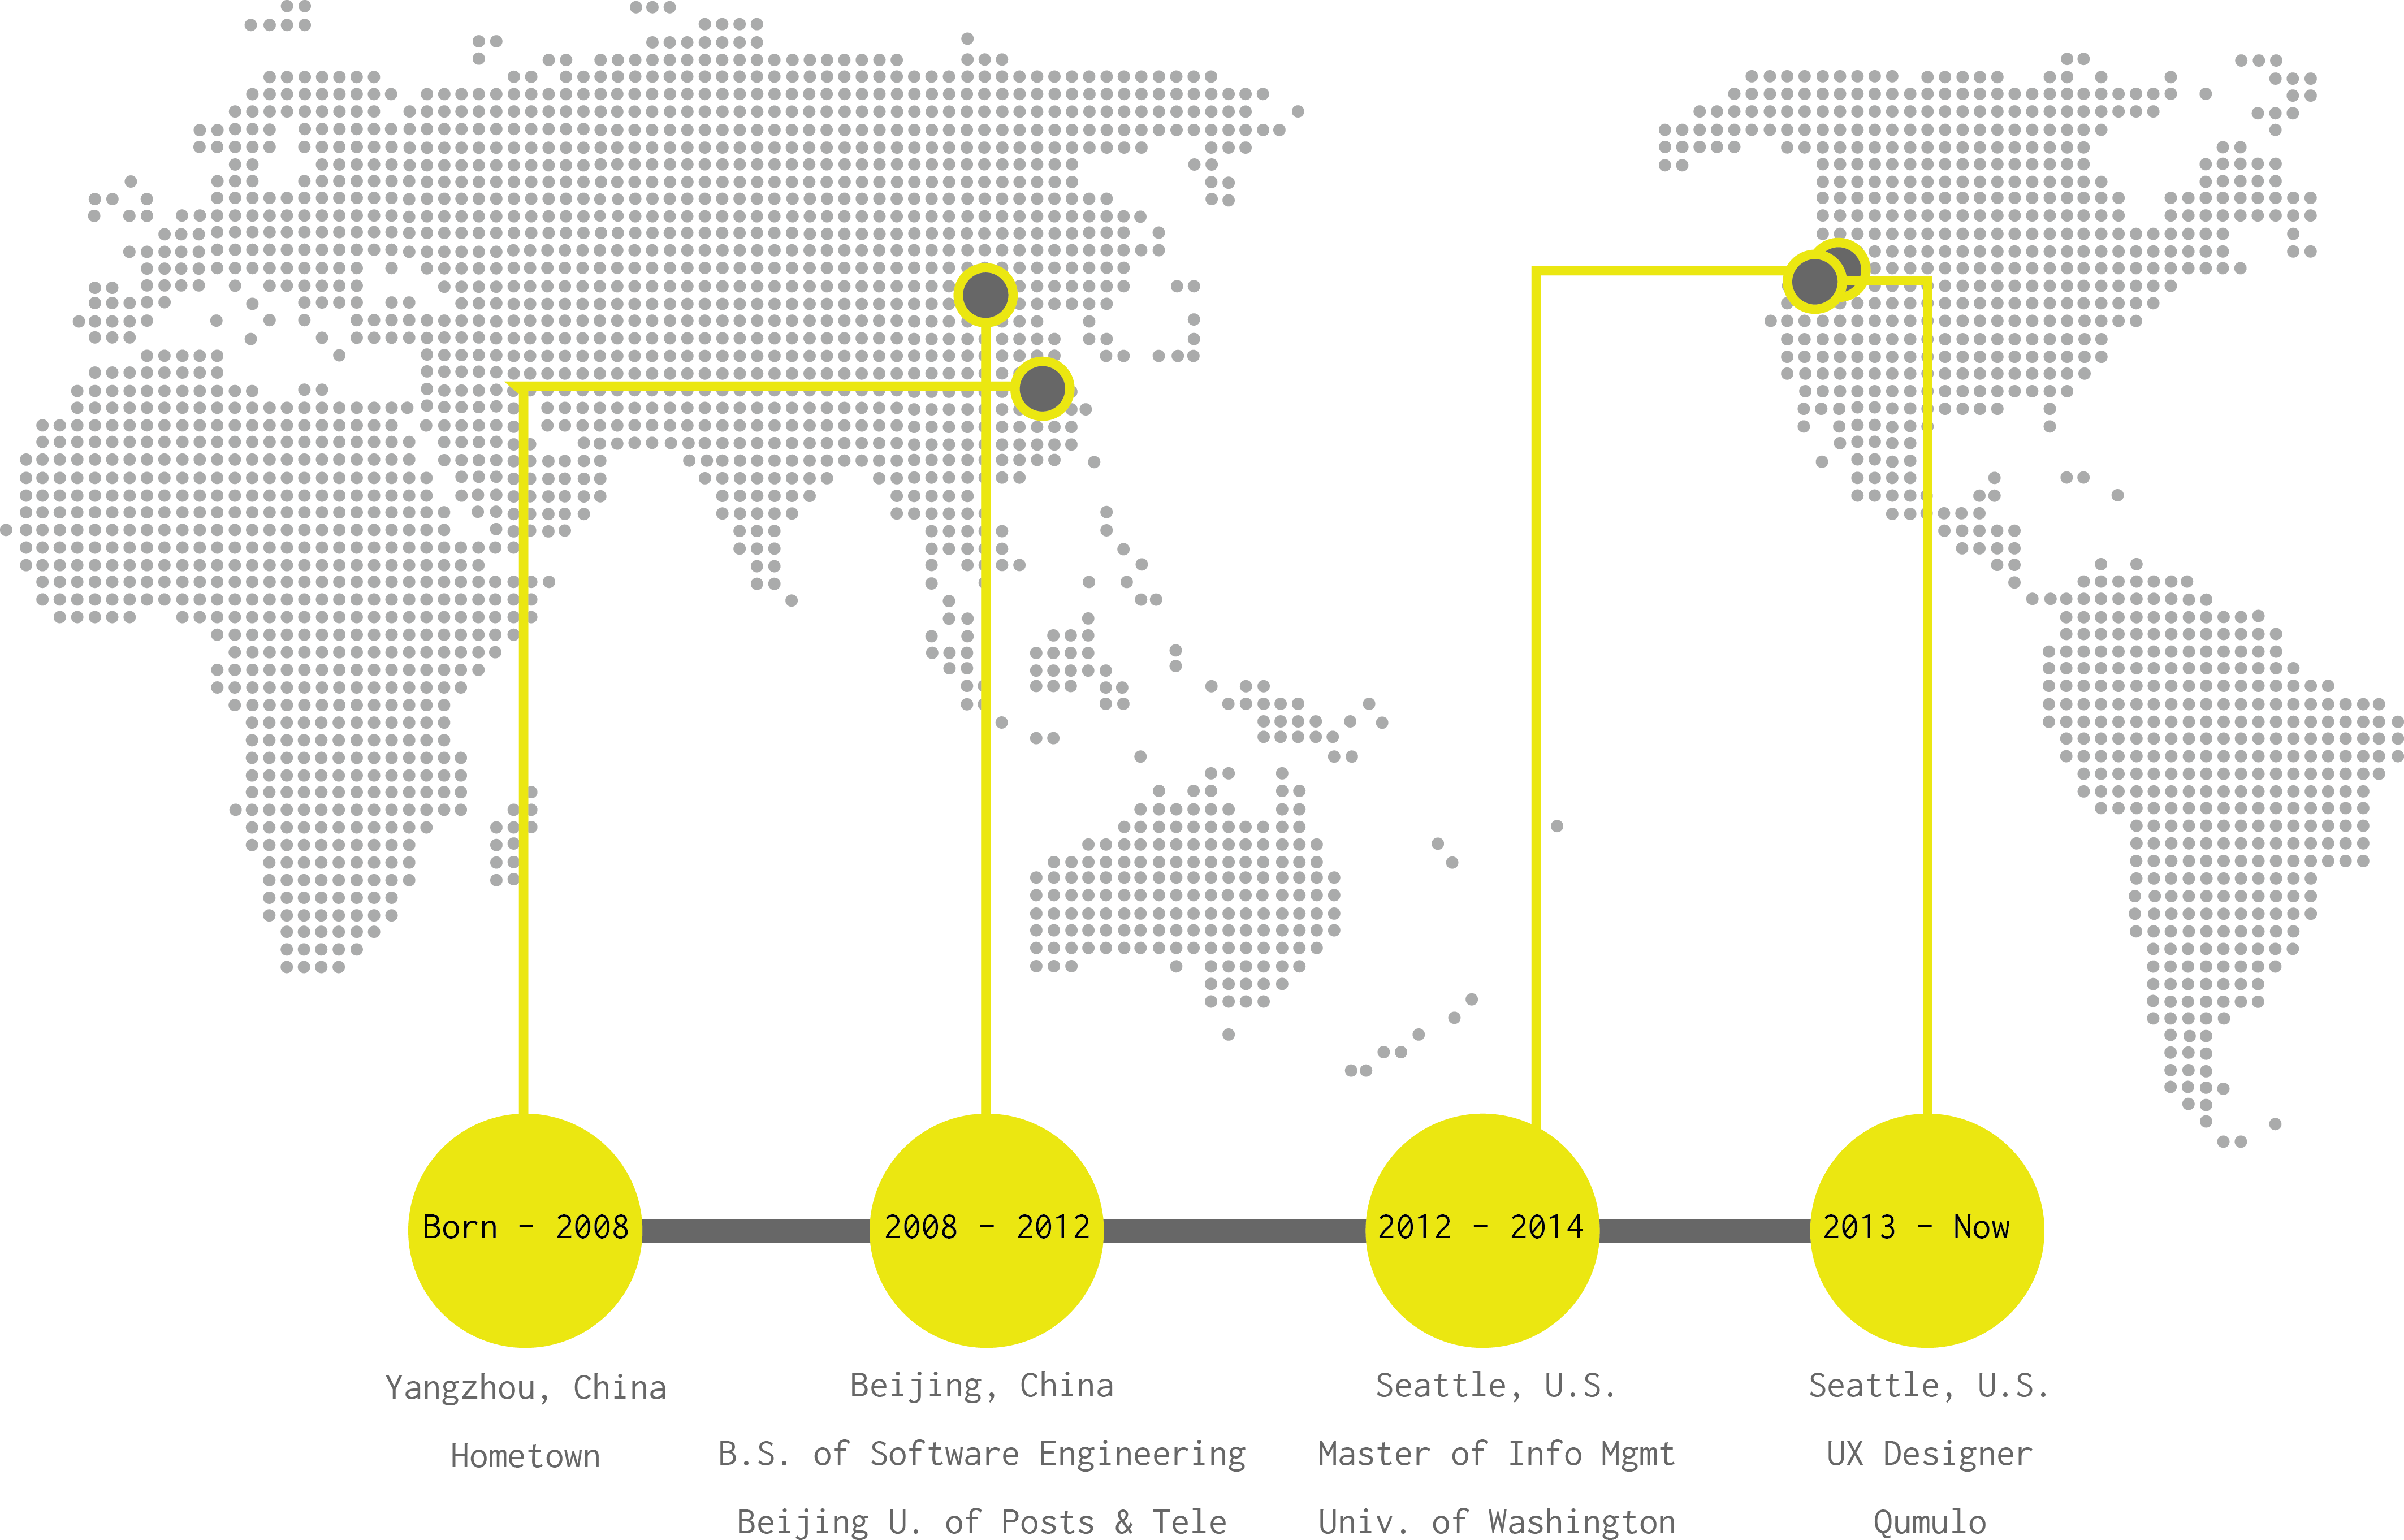 Born - 2008
2008 - 2012
2012 - 2014
2013 - Now
Yangzhou, China
Hometown
Beijing, China
B.S. of Software Engineering
Beijing U. of Posts & Tele
Seattle, U.S.
Master of Info Mgmt
Univ. of Washington
Seattle, U.S.
UX Designer
Qumulo